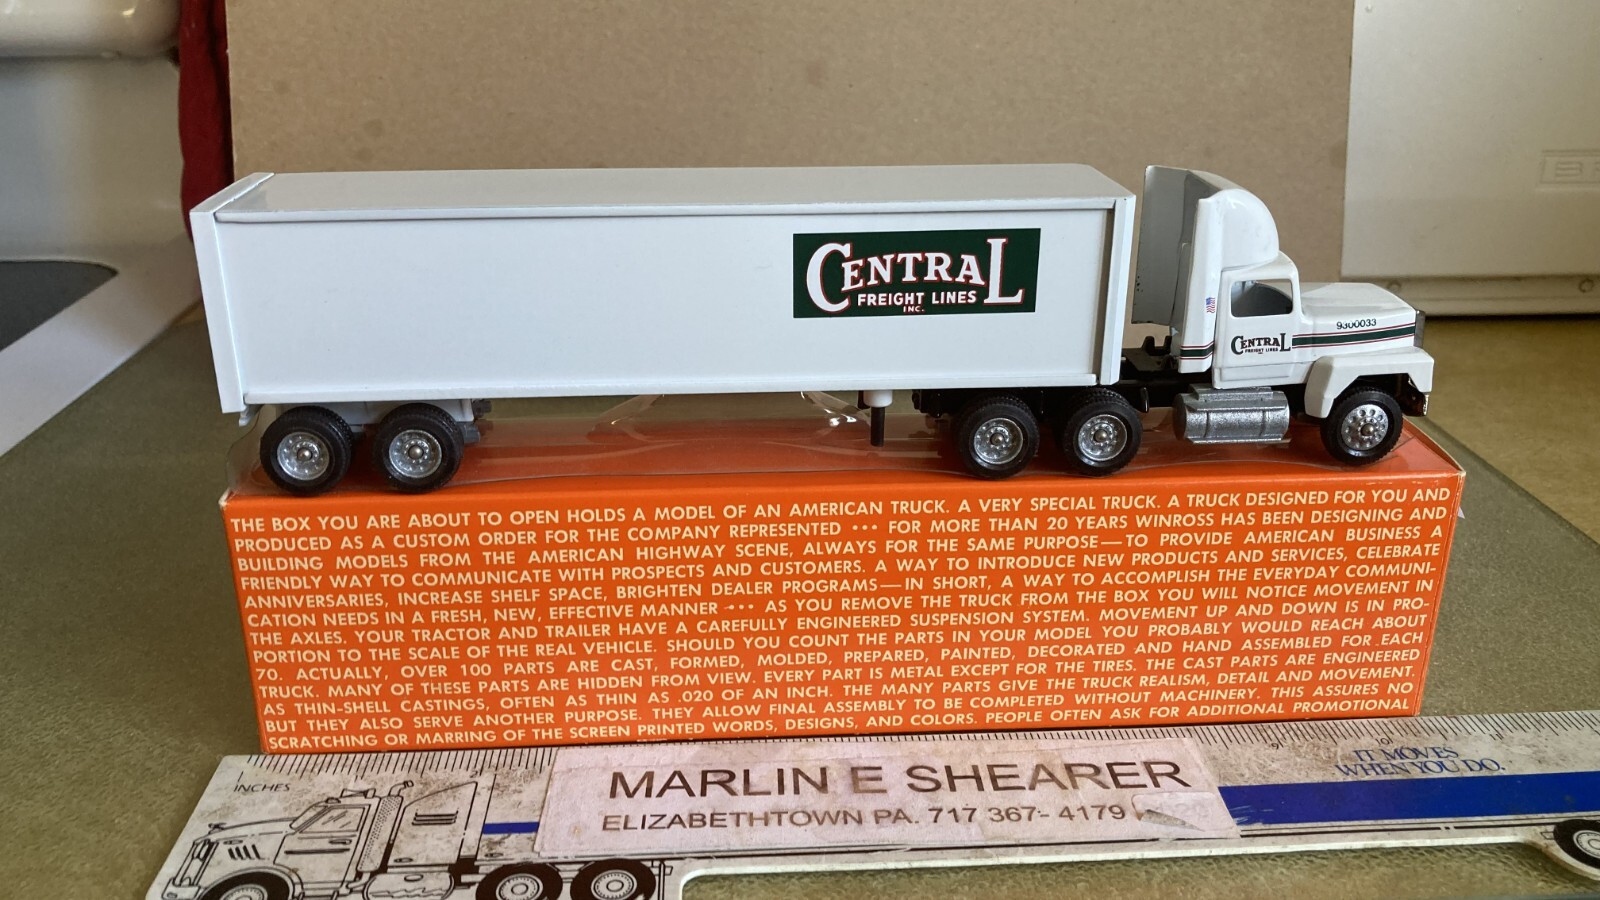 CENTRAL
FREIGHT LINES
INC.
9300033
CENTRAL
FREIGHT LINES
THE BOX YOU ARE ABOUT TO OPEN HOLDS A MODEL OF AN AMERICAN TRUCK. A VERY SPECIAL TRUCK. A TRUCK DESIGNED FOR YOU AND
PRODUCED AS A CUSTOM ORDER FOR THE COMPANY REPRESENTED ••• FOR MORE THAN 20 YEARS WINROSS HAS BEEN DESIGNING AND
BUILDING MODELS FROM THE AMERICAN HIGHWAY SCENE, ALWAYS FOR THE SAME PURPOSE—TO PROVIDE AMERICAN BUSINESS A
FRIENDLY WAY TO COMMUNICATE WITH PROSPECTS AND CUSTOMERS. A WAY TO INTRODUCE NEW PRODUCTS AND SERVICES, CELEBRATE
ANNIVERSARIES, INCREASE SHELF SPACE, BRIGHTEN DEALER PROGRAMS—IN SHORT, A WAY TO ACCOMPLISH THE EVERYDAY COMMUNI-
CATION NEEDS IN A FRESH, NEW, EFFECTIVE MANNER ••• AS YOU REMOVE THE TRUCK FROM THE BOX YOU WILL NOTICE MOVEMENT IN
THE AXLES. YOUR TRACTOR AND TRAILER HAVE A CAREFULLY ENGINEERED SUSPENSION SYSTEM. MOVEMENT UP AND DOWN IS IN PRO-
PORTION TO THE SCALE OF THE REAL VEHICLE. SHOULD YOU COUNT THE PARTS IN YOUR MODEL YOU PROBABLY WOULD REACH ABOUT
70. ACTUALLY, OVER 100 PARTS ARE CAST, FORMED, MOLDED, PREPARED, PAINTED, DECORATED AND HAND ASSEMBLED FOR EACH
TRUCK. MANY OF THESE PARTS ARE HIDDEN FROM VIEW. EVERY PART IS METAL EXCEPT FOR THE TIRES. THE CAST PARTS ARE ENGINEERED
AS THIN-SHELL CASTINGS, OFTEN AS THIN AS .020 OF AN INCH. THE MANY PARTS GIVE THE TRUCK REALISM, DETAIL AND MOVEMENT.
BUT THEY ALSO SERVE ANOTHER PURPOSE. THEY ALLOW FINAL ASSEMBLY TO BE COMPLETED WITHOUT MACHINERY. THIS ASSURES NO
SCRATCHING OR MARRING OF THE SCREEN PRINTED WORDS, DESIGNS, AND COLORS. PEOPLE OFTEN ASK FOR ADDITIONAL PROMOTIONAL
INCHES
2
9
10
IT MOVES
WHEN YOU DO.
MARLIN E SHEARER
ELIZABETHTOWN PA. 717 367- 4179